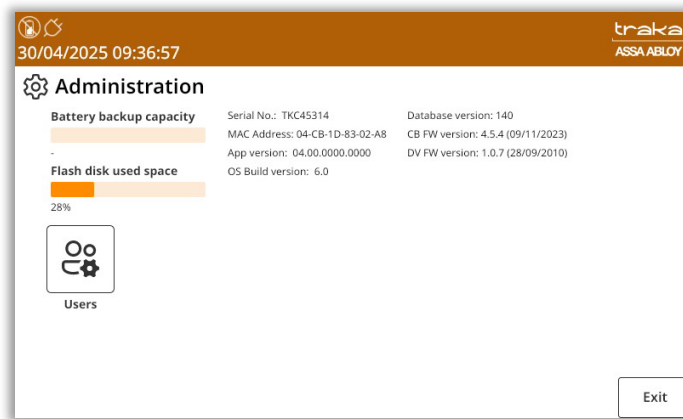 30/04/2025 09:36:57
traka
ASSA ABLOY
Administration
Battery backup capacity
-
Flash disk used space
28%
Serial No.: TKC45314
MAC Address: 04-CB-1D-83-02-A8
App version: 04.00.0000.0000
OS Build version: 6.0
Database version: 140
CB FW version: 4.5.4 (09/11/2023)
DV FW version: 1.0.7 (28/09/2010)
Users
Exit